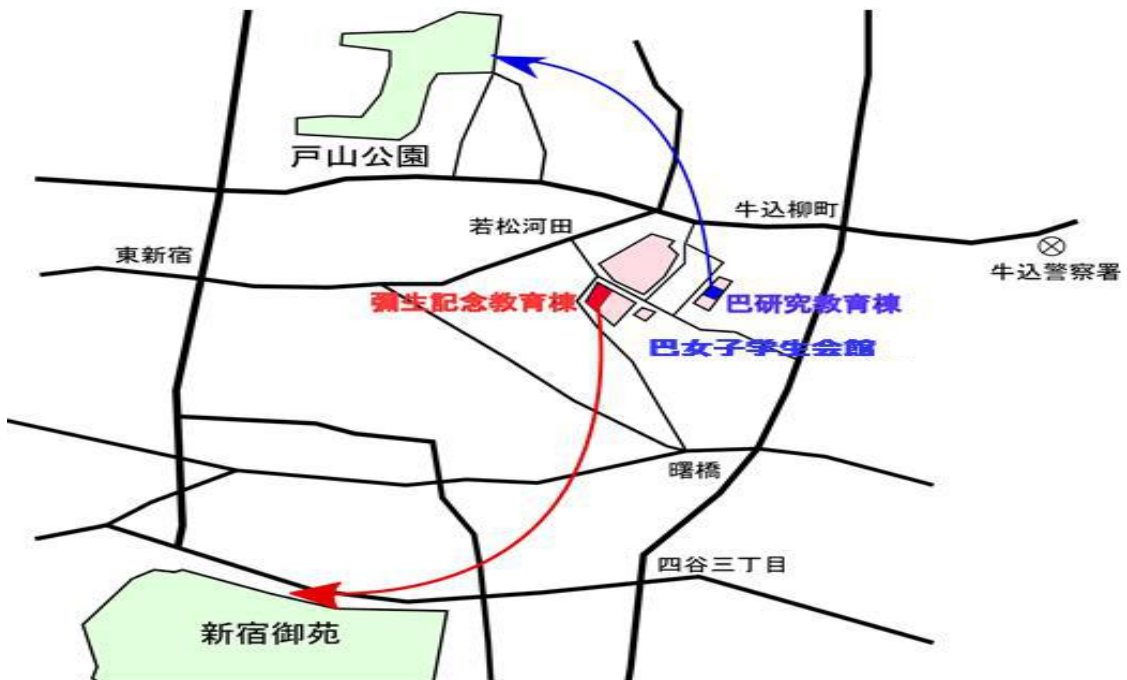 戸山公園
牛込柳町
若松河田
東新宿
牛込警察署
彌生記念教育棟
巴研究教育棟
巴女子学生会館
曙橋
四谷三丁目
新宿御苑